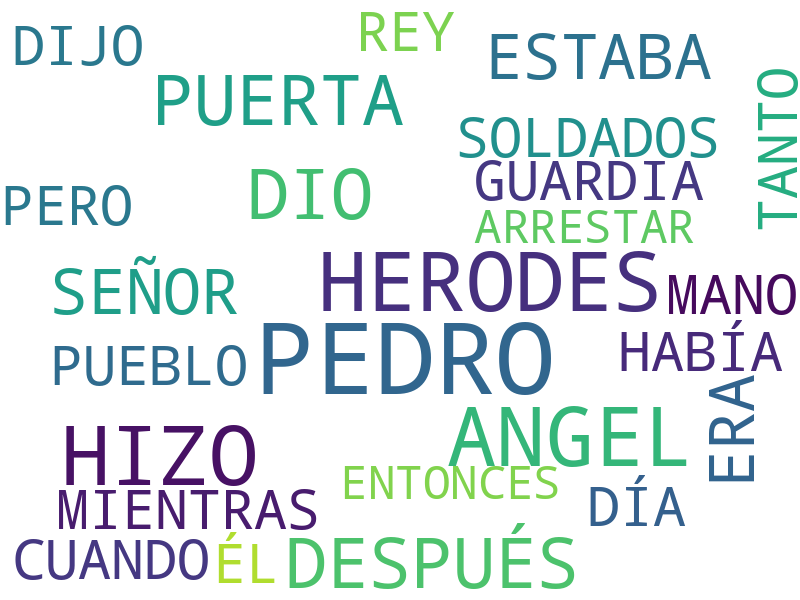 REY
DIJO
ESTABA
PUERTA
TANTO
SOLDADOS
GUARDIA
DIO
PERO
ARRESTAR
HERODES
SEÑOR
MANO
PEDRO
HABÍA
PUEBLO
ERA
ANGEL
HIZO
ENTONCES
DÍA
MIENTRAS
DESPUÉS
CUANDO
ÉL